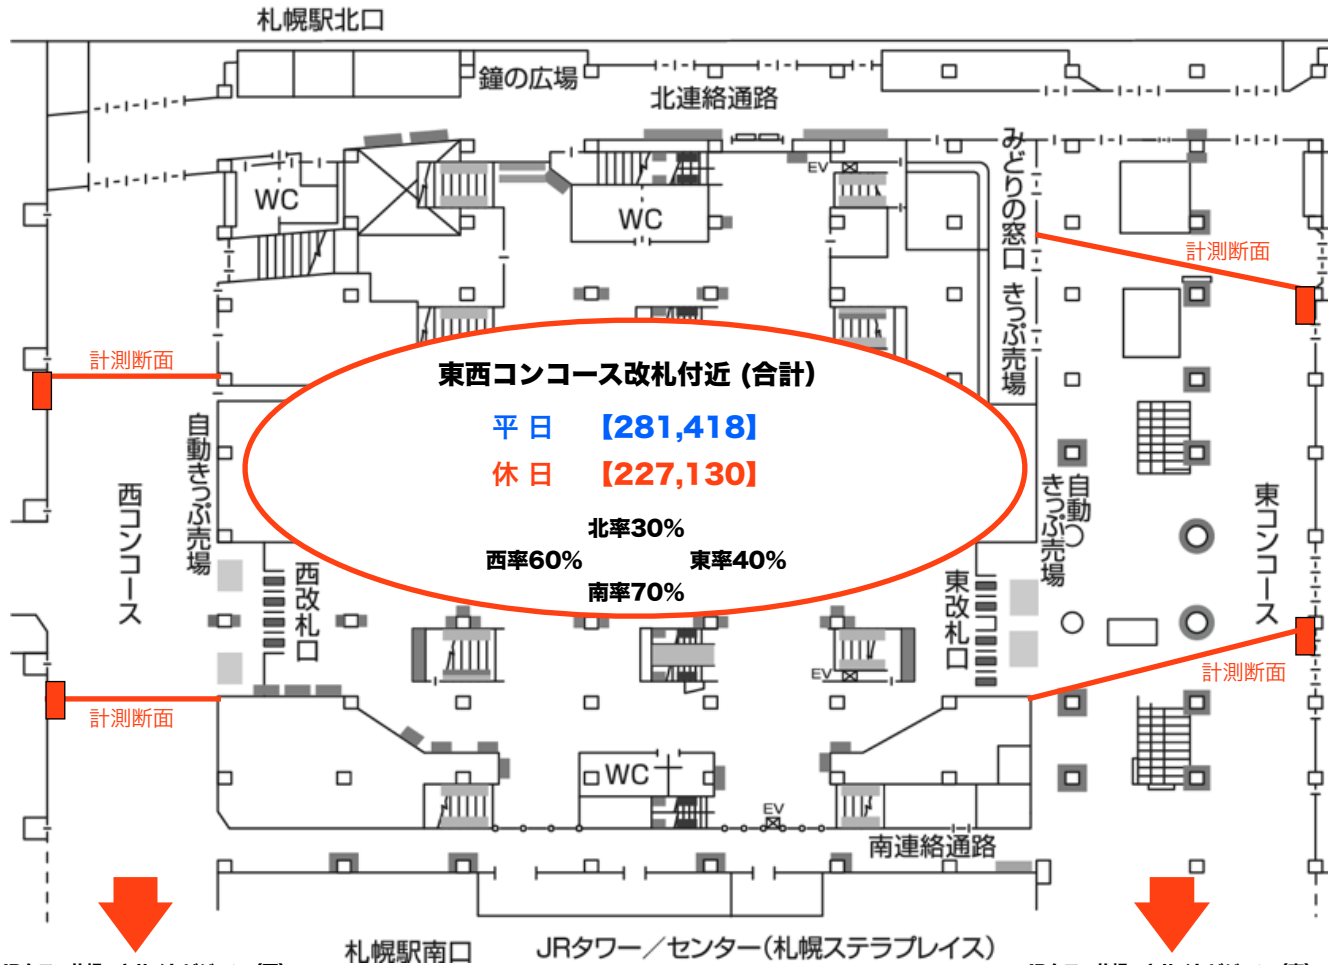 札幌駅北口
鐘の広場
北連絡通路
みどりの窓口 きっぷ売場
EV
WC
WC
計測断面
計測断面
東西コンコース改札付近 (合計)
平 日 【281,418】
休 日 【227,130】
北率30%
西率60% 東率40%
南率70%
自動きっぷ売場
西コンコース
西改札口
自動きっぷ売場
東コンコース
東改札口
EV
計測断面
計測断面
WC
EV
南連絡通路
札幌駅南口
JRタワー／センター(札幌ステラプレイス)